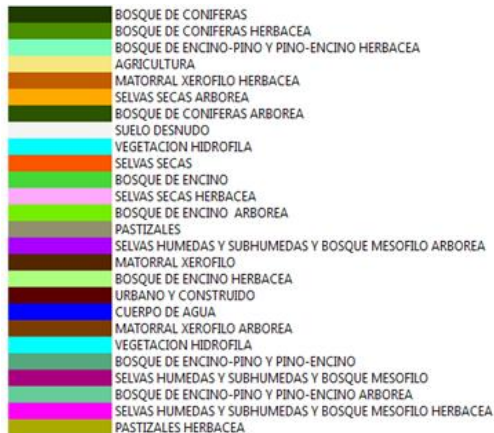 BOSQUE DE CONIFERAS
BOSQUE DE CONIFERAS HERBACEA
BOSQUE DE ENCINO-PINO Y PINO-ENCINO HERBACEA
AGRICULTURA
MATORRAL XEROFILO HERBACEA
SELVAS SECAS ARBOREA
BOSQUE DE CONIFERAS ARBOREA
SUELO DESNUDO
VEGETACION HIDROFILA
SELVAS SECAS
BOSQUE DE ENCINO
SELVAS SECAS HERBACEA
BOSQUE DE ENCINO ARBOREA
PASTIZALES
SELVAS HUMEDAS Y SUBHUMEDAS Y BOSQUE MESOFILO ARBOREA
MATORRAL XEROFILO
BOSQUE DE ENCINO HERBACEA
URBANO Y CONSTRUIDO
CUERPO DE AGUA
MATORRAL XEROFILO ARBOREA
VEGETACION HIDROFILA
BOSQUE DE ENCINO-PINO Y PINO-ENCINO
SELVAS HUMEDAS Y SUBHUMEDAS Y BOSQUE MESOFILO
BOSQUE DE ENCINO-PINO Y PINO-ENCINO ARBOREA
SELVAS HUMEDAS Y SUBHUMEDAS Y BOSQUE MESOFILO HERBACEA
PASTIZALES HERBACEA